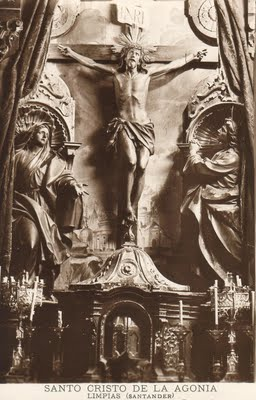 SANTO CRISTO DE LA AGONIA
LIMPIAS (SANTANDER)